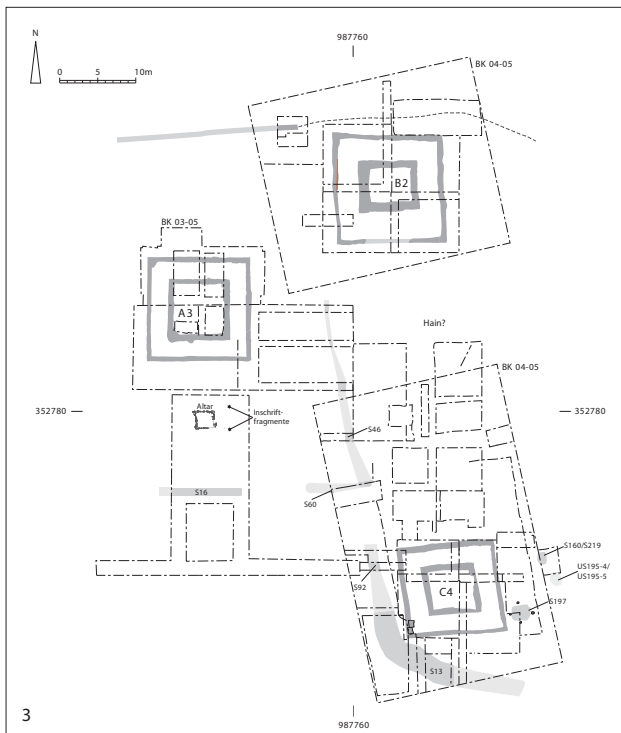 N
0 5 10m
987760
BK 04-05
B2
BK 03-05
A3
Hain?
BK 04-05
352780
352780
Altar
Inschrift-
fragmente
S46
S16
S60
S160/S219
US195-4/
US195-5
S92
C4
S197
S13
3
987760